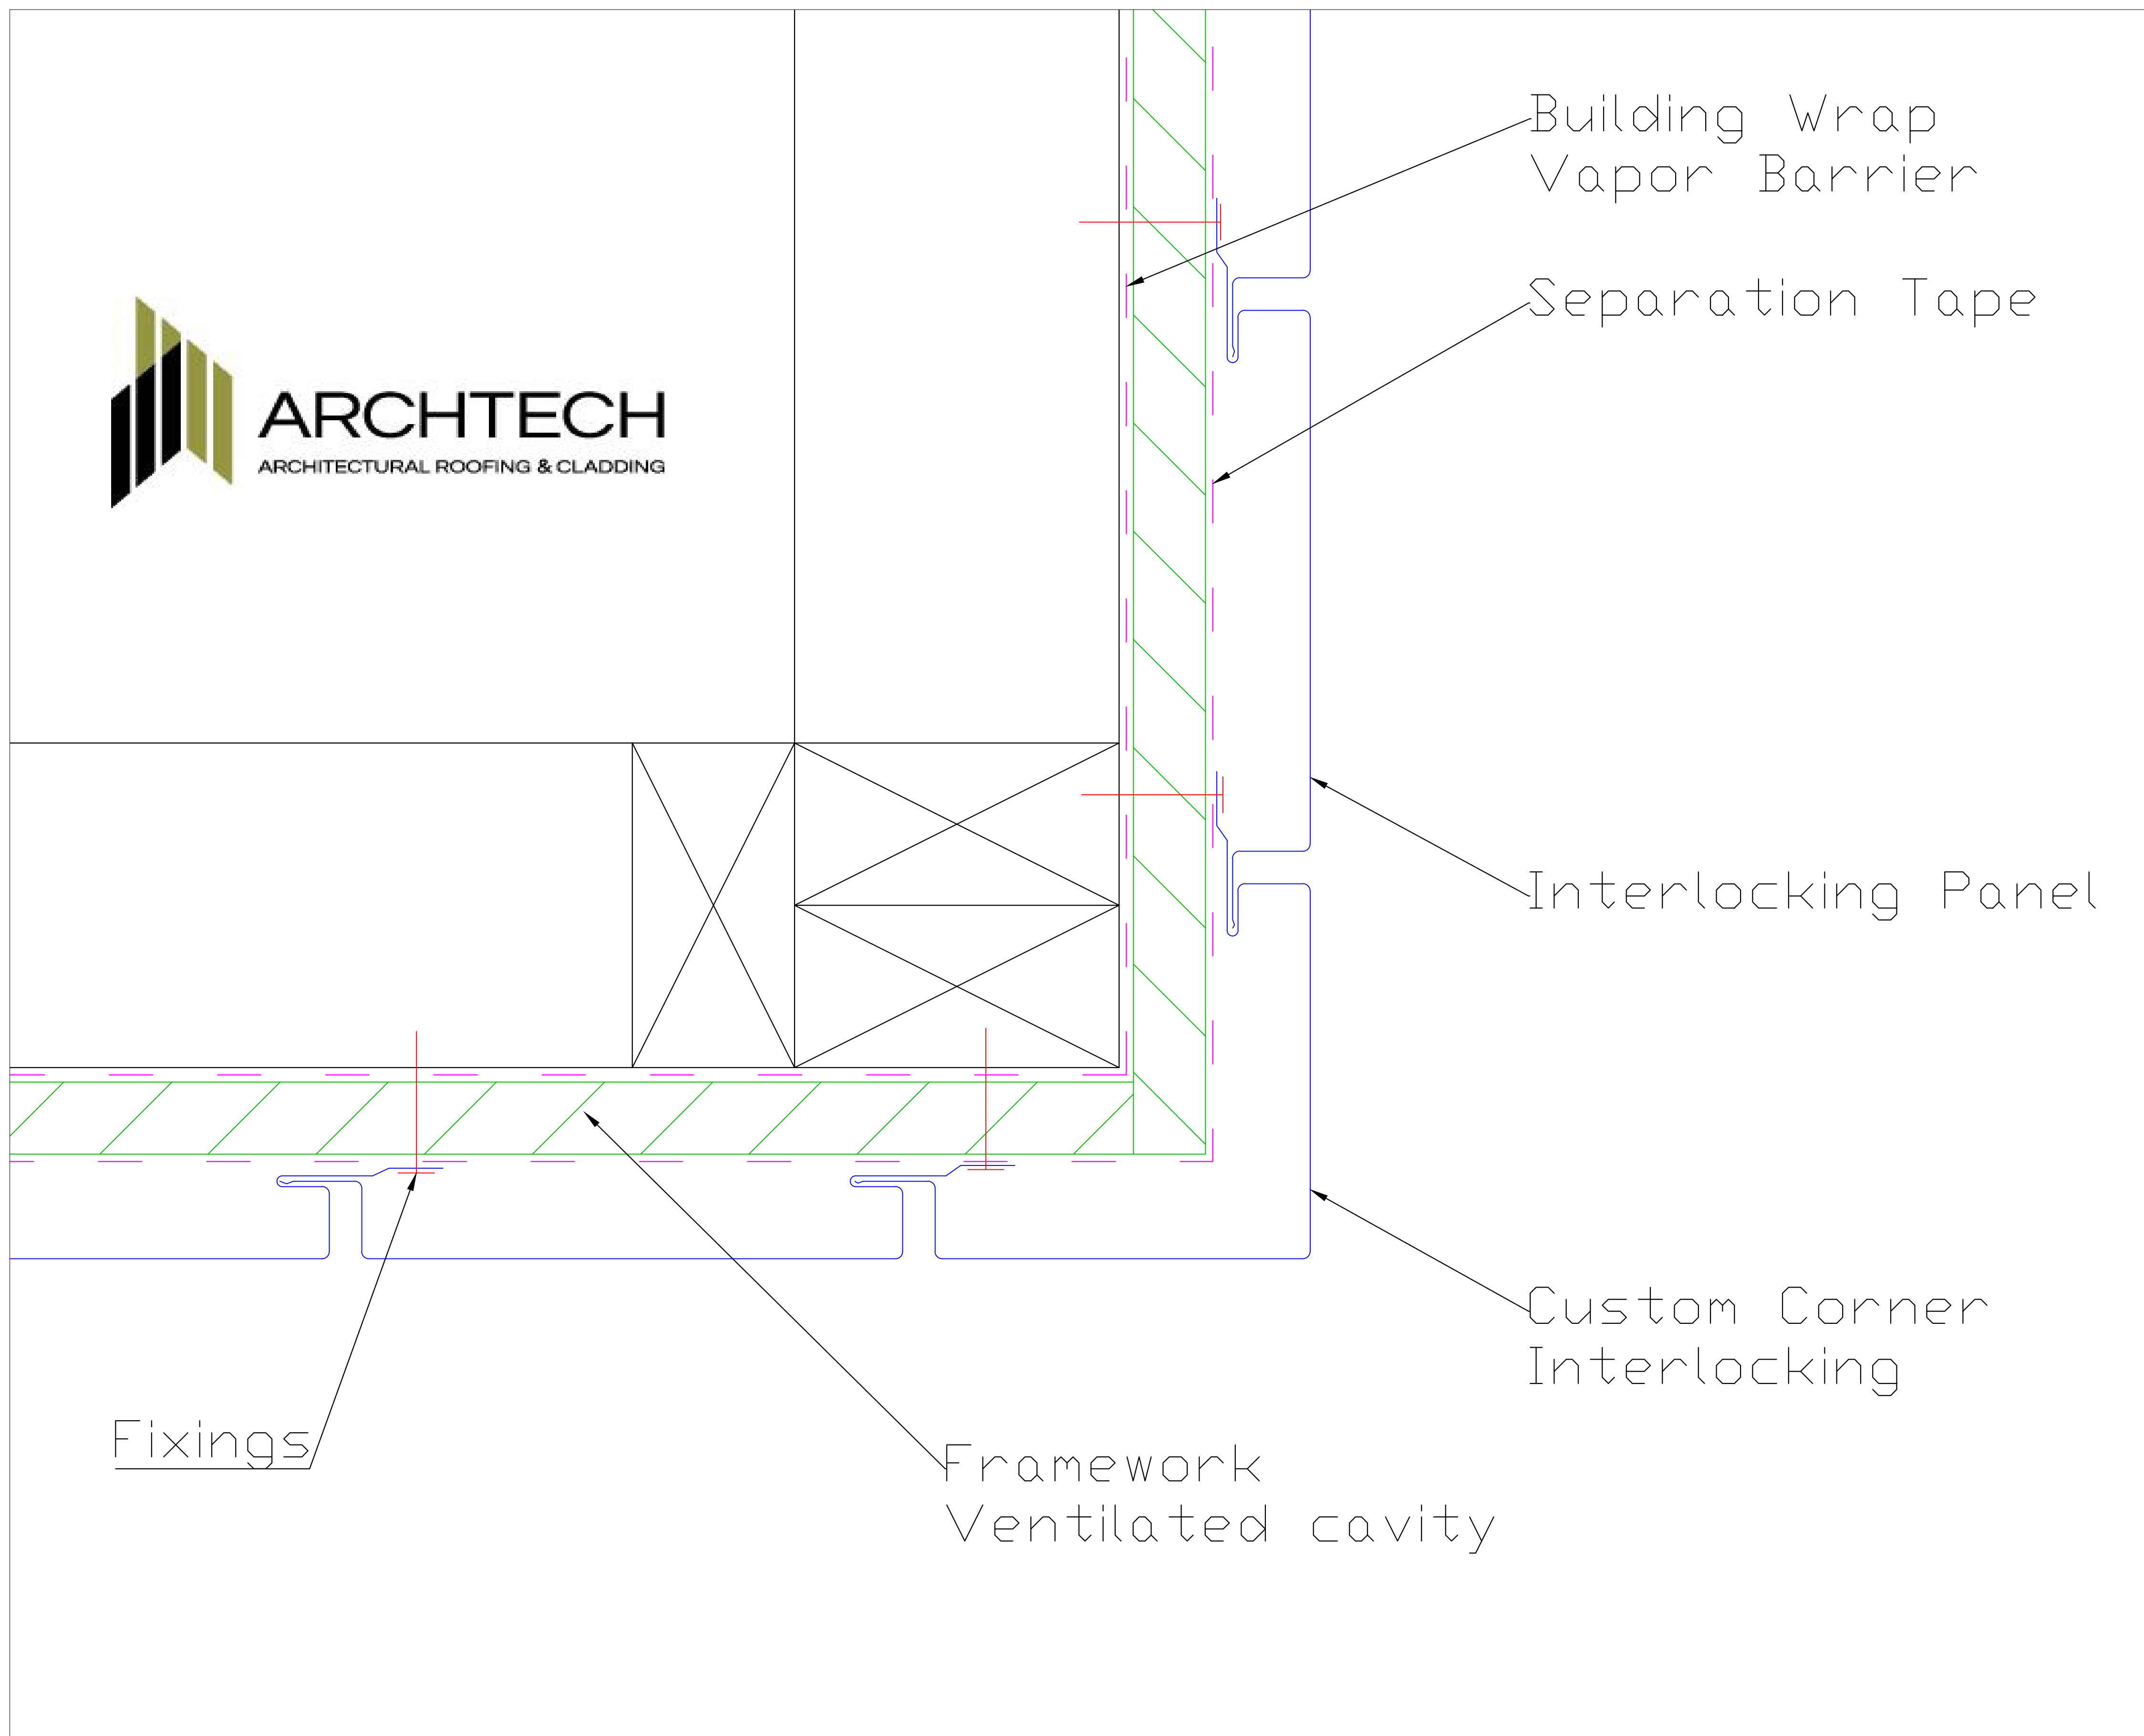 Building Wrap
Vapor Barrier
Separation Tape
ARCHTECH
ARCHITECTURAL ROOFING & CLADDING
Interlocking Panel
Custom Corner
Interlocking
Fixings
Framework
Ventilated cavity